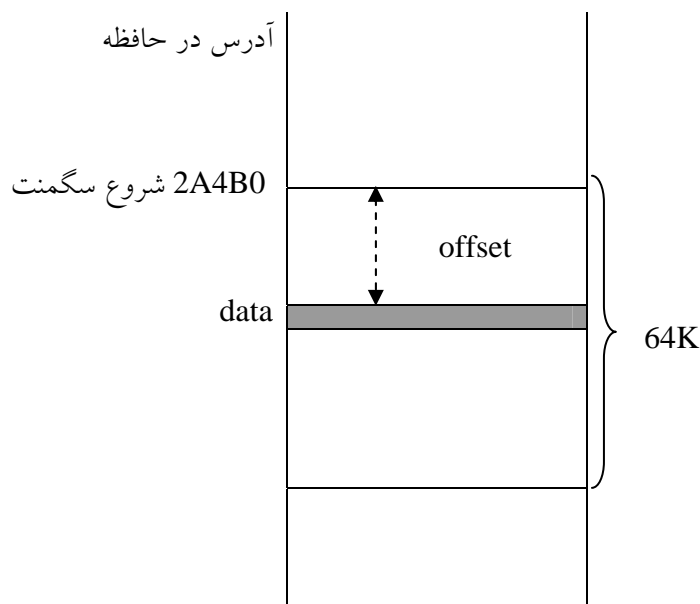 آدرس در حافظه
2A4B0 شروع سگمنت
offset
data
64K